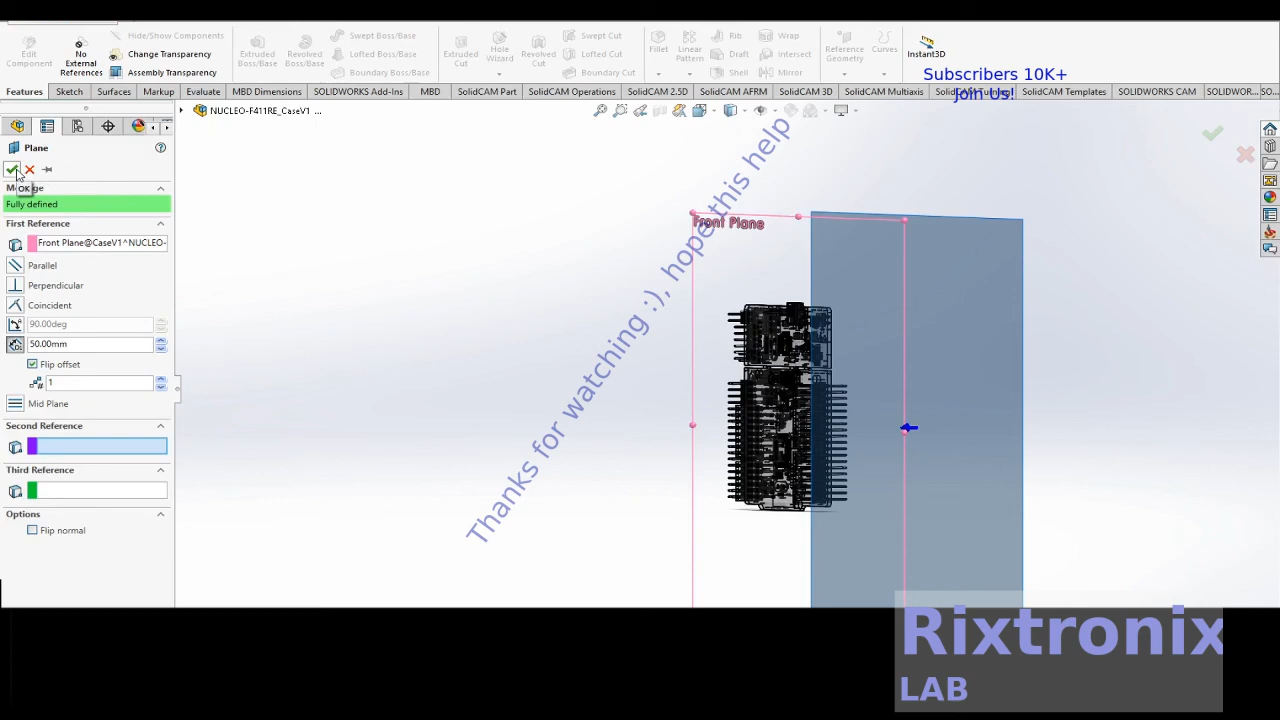 Edit Component
No External References
Hide/Show Components
Change Transparency
Assembly Transparency
Extruded Boss/Base
Revolved Boss/Base
Swept Boss/Base
Lofted Boss/Base
Boundary Boss/Base
Extruded Cut
Hole Wizard
Revolved Cut
Swept Cut
Lofted Cut
Boundary Cut
Fillet
Linear Pattern
Rib
Draft
Shell
Wrap
Intersect
Mirror
Reference Geometry
Curves
Instant3D
Subscribers 10K+
Join Us!
Features
Sketch
Surfaces
Markup
Evaluate
MBD Dimensions
SOLIDWORKS Add-Ins
MBD
SolidCAM Part
SolidCAM Operations
SolidCAM 2.5D
SolidCAM AFRM
SolidCAM 3D
SolidCAM Multiaxis
SolidCAM Templates
SOLIDWORKS CAM
SOLIDWOR...
SO...
NUCLEO-F411RE_CaseV1 ...
Plane
OK
Fully defined
First Reference
Front Plane@CaseV1^NUCLEO-
Parallel
Perpendicular
Coincident
90.00deg
50.00mm
Flip offset
1
Mid Plane
Second Reference
Third Reference
Options
Flip normal
Front Plane
Thanks for watching :), hope this help
Rixtronix
LAB